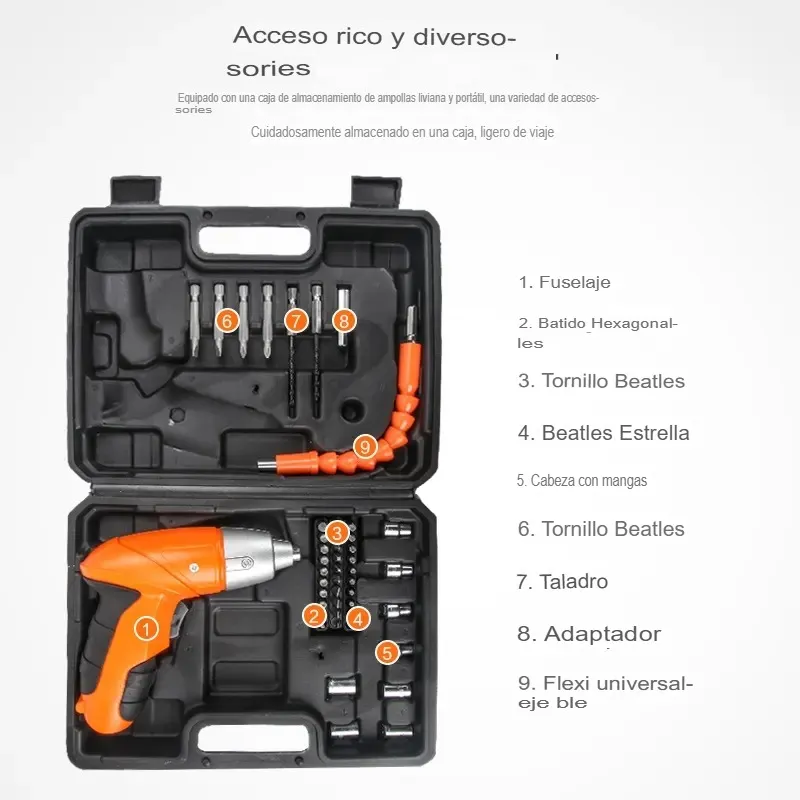 Acceso rico y diverso-
sories
Equipado con una caja de almacenamiento de ampollas liviana y portátil, una variedad de accesos-
sories
Cuidadosamente almacenado en una caja, ligero de viaje
1. Fuselaje
2. Batido Hexagonal-
les
3. Tornillo Beatles
4. Beatles Estrella
5. Cabeza con mangas
6. Tornillo Beatles
7. Taladro
8. Adaptador
9. Flexi universal-
eje ble
6
7
8
9
3
2
4
1
5